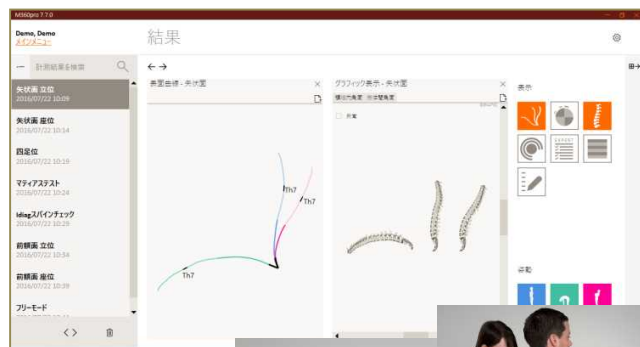 M360pro 7.7.0
Demo, Demo
メインメニュー
結果
計測結果を検索
矢状面 立位
2016/07/22 10:09
矢状面 座位
2016/07/22 10:14
四足位
2016/07/22 10:19
マティアステスト
2016/07/22 10:24
Idiagスパインチェック
2016/07/22 10:29
前額面 立位
2016/07/22 10:34
前額面 座位
2016/07/22 10:39
フリーモード
表面曲線 - 矢状面
Th7
Th7
Th7
グラフィック表示 - 矢状面
表示
EXPERT
姿勢